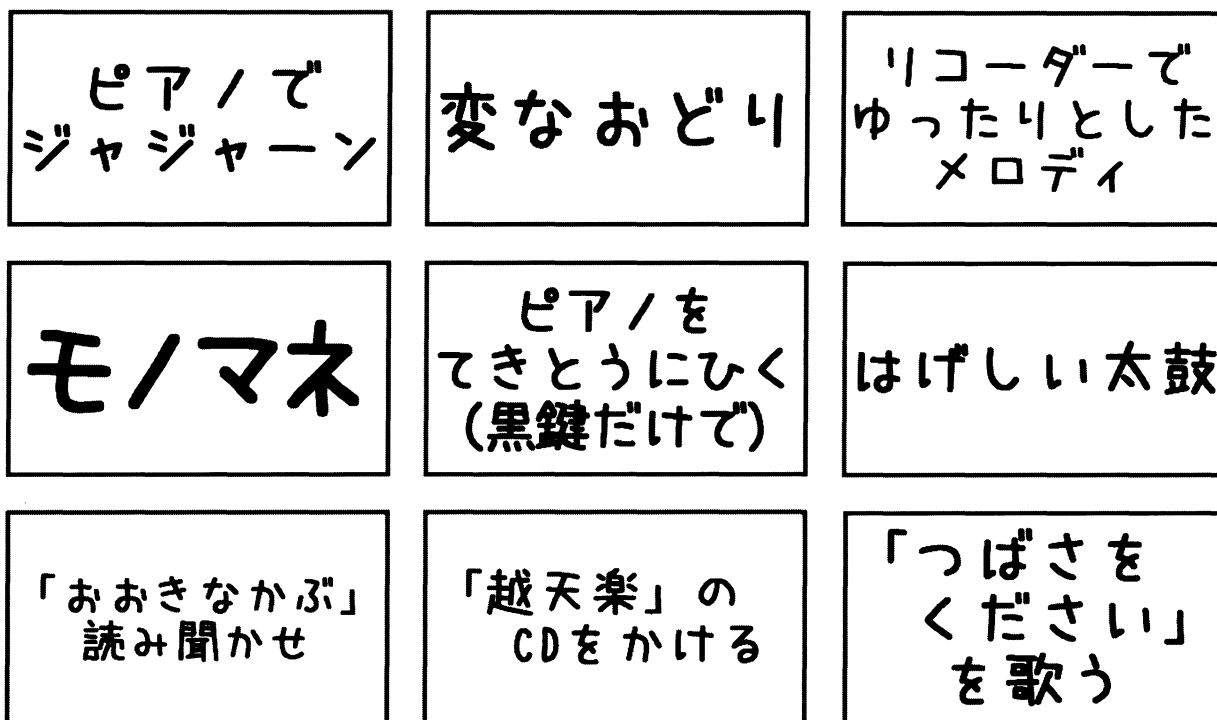 ピアノで
ジャジャーン
変なおどり
リコーダーで
ゆったりとした
メロディ
モノマネ
ピアノを
てきとうにひく
(黒鍵だけで)
はげしい太鼓
「おおきなかぶ」
読み聞かせ
「越天楽」の
CDをかける
「つばさを
ください」
を歌う